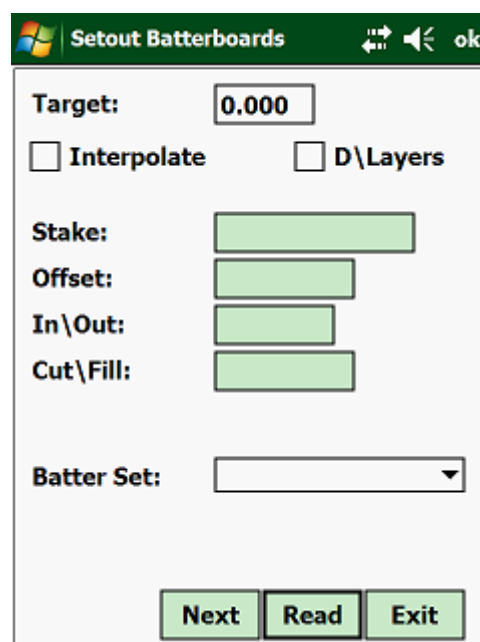 Setout Batterboards ok
Target: 0.000
Interpolate D\Layers
Stake:
Offset:
In\Out:
Cut\Fill:
Batter Set:
Next Read Exit